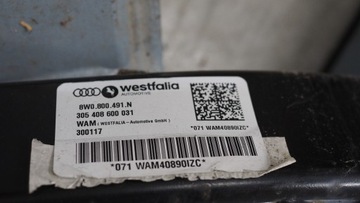 westfalia
AUTOMOTIVE
8W0.800.491.N
305 408 600 031
WAM (WESTFALIA - Automotive GmbH)
300117
*071 WAM40890IZC*
*071 WAM40890IZC*